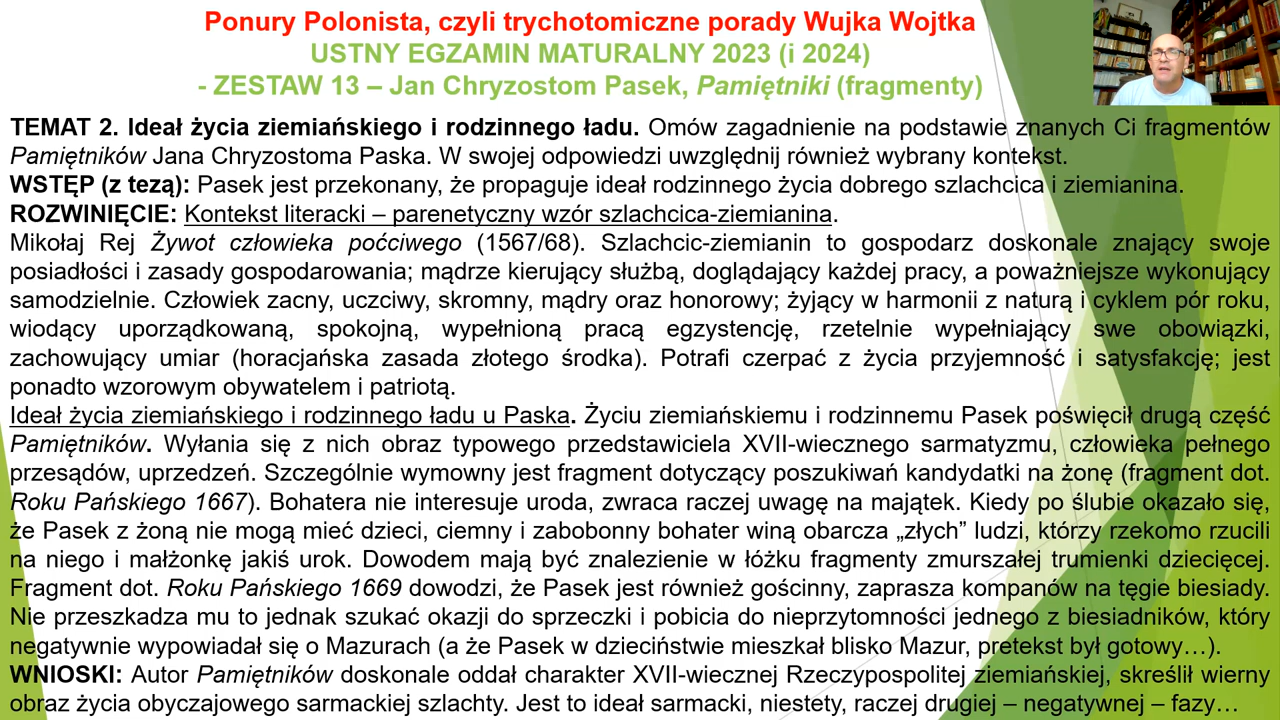 Ponury Polonista, czyli trychotomiczne porady Wujka Wojtka
USTNY EGZAMIN MATURALNY 2023 (i 2024)
- ZESTAW 13 – Jan Chryzostom Pasek, Pamiętniki (fragmenty)
TEMAT 2. Ideał życia ziemiańskiego i rodzinnego ładu. Omów zagadnienie na podstawie znanych Ci fragmentów
Pamiętników Jana Chryzostoma Paska. W swojej odpowiedzi uwzględnij również wybrany kontekst.
WSTĘP (z tezą): Pasek jest przekonany, że propaguje ideał rodzinnego życia dobrego szlachcica i ziemianina.
ROZWINIĘCIE: Kontekst literacki – parenetyczny wzór szlachcica-ziemianina.
Mikołaj Rej Żywot człowieka poćciwego (1567/68). Szlachcic-ziemianin to gospodarz doskonale znający swoje
posiadłości i zasady gospodarowania; mądrze kierujący służbą, doglądający każdej pracy, a poważniejsze wykonujący
samodzielnie. Człowiek zacny, uczciwy, skromny, mądry oraz honorowy; żyjący w harmonii z naturą i cyklem pór roku,
wiodący uporządkowaną, spokojną, wypełnioną pracą egzystencję, rzetelnie wypełniający swe obowiązki,
zachowujący umiar (horacjańska zasada złotego środka). Potrafi czerpać z życia przyjemność i satysfakcję; jest
ponadto wzorowym obywatelem i patriotą.
Ideał życia ziemiańskiego i rodzinnego ładu u Paska. Życiu ziemiańskiemu i rodzinnemu Pasek poświęcił drugą część
Pamiętników. Wyłania się z nich obraz typowego przedstawiciela XVII-wiecznego sarmatyzmu, człowieka pełnego
przesądów, uprzedzeń. Szczególnie wymowny jest fragment dotyczący poszukiwań kandydatki na żonę (fragment dot.
Roku Pańskiego 1667). Bohatera nie interesuje uroda, zwraca raczej uwagę na majątek. Kiedy po ślubie okazało się,
że Pasek z żoną nie mogą mieć dzieci, ciemny i zabobonny bohater winą obarcza „złych” ludzi, którzy rzekomo rzucili
na niego i małżonkę jakiś urok. Dowodem mają być znalezienie w łóżku fragmenty zmurszałej trumienki dziecięcej.
Fragment dot. Roku Pańskiego 1669 dowodzi, że Pasek jest również gościnny, zaprasza kompanów na tęgie biesiady.
Nie przeszkadza mu to jednak szukać okazji do sprzeczki i pobicia do nieprzytomności jednego z biesiadników, który
negatywnie wypowiadał się o Mazurach (a że Pasek w dzieciństwie mieszkał blisko Mazur, pretekst był gotowy…).
WNIOSKI: Autor Pamiętników doskonale oddał charakter XVII-wiecznej Rzeczypospolitej ziemiańskiej, skreślił wierny
obraz życia obyczajowego sarmackiej szlachty. Jest to ideał sarmacki, niestety, raczej drugiej – negatywnej – fazy…